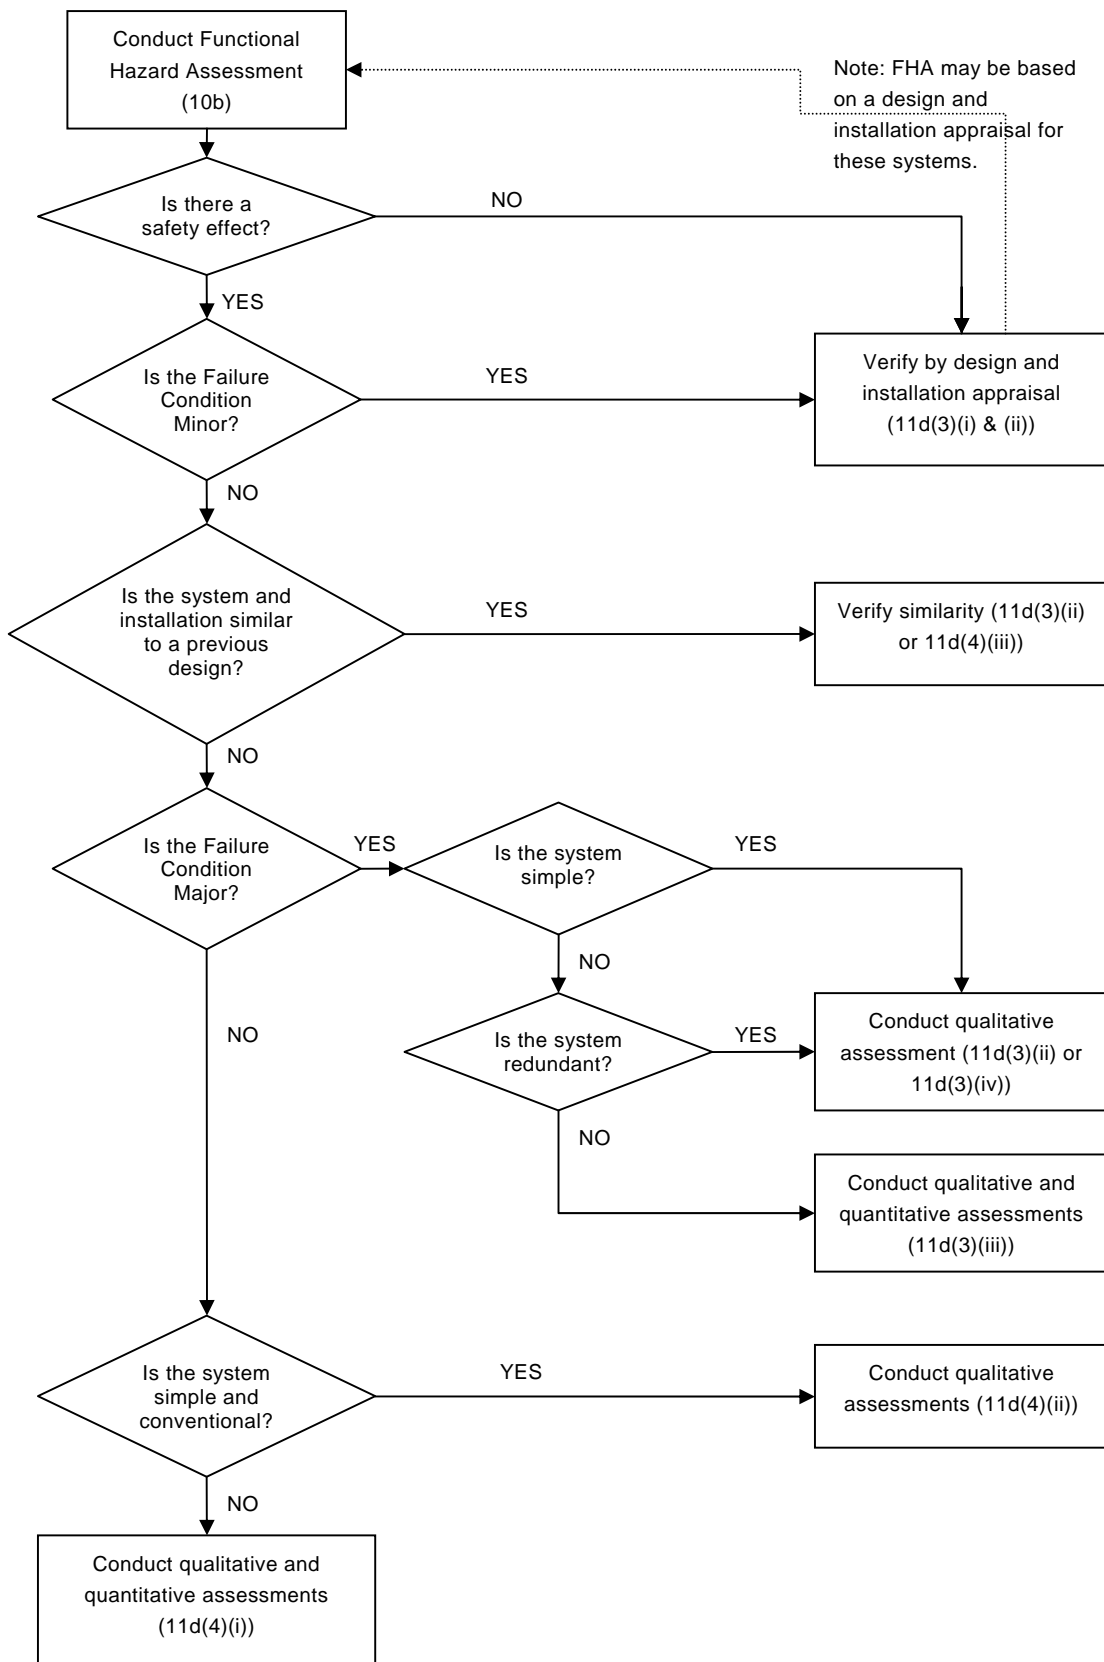 Conduct Functional
Hazard Assessment
(10b)
Note: FHA may be based
on a design and
installation appraisal for
these systems.
Is there a
safety effect?
NO
YES
Is the Failure
Condition
Minor?
YES
Verify by design and
installation appraisal
(11d(3)(i) & (ii))
NO
Is the system and
installation similar
to a previous
design?
YES
Verify similarity (11d(3)(ii)
or 11d(4)(iii))
NO
Is the Failure
Condition
Major?
YES
Is the system
simple?
YES
NO
NO
Is the system
redundant?
YES
Conduct qualitative
assessment (11d(3)(ii) or
11d(3)(iv))
NO
Conduct qualitative and
quantitative assessments
(11d(3)(iii))
Is the system
simple and
conventional?
YES
Conduct qualitative
assessments (11d(4)(ii))
NO
Conduct qualitative and
quantitative assessments
(11d(4)(i))